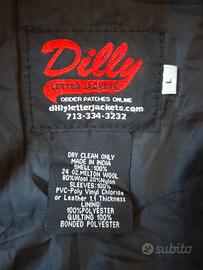 Dilly
LETTER JACKETS
ORDER PATCHES ONLINE
dillyletterjackets.com
713-334-3232
L
DRY CLEAN ONLY
MADE IN INDIA
SHELL:100%
24 OZ.MELTON WOOL
80%Wool 20%Nylon
SLEEVES:100%
PVC-Poly Vinyl Chlorida
or Leather 1.1 Thickness
LINING:
100%POLYESTER
QUILTING 100%
BONDED POLYESTER
subito